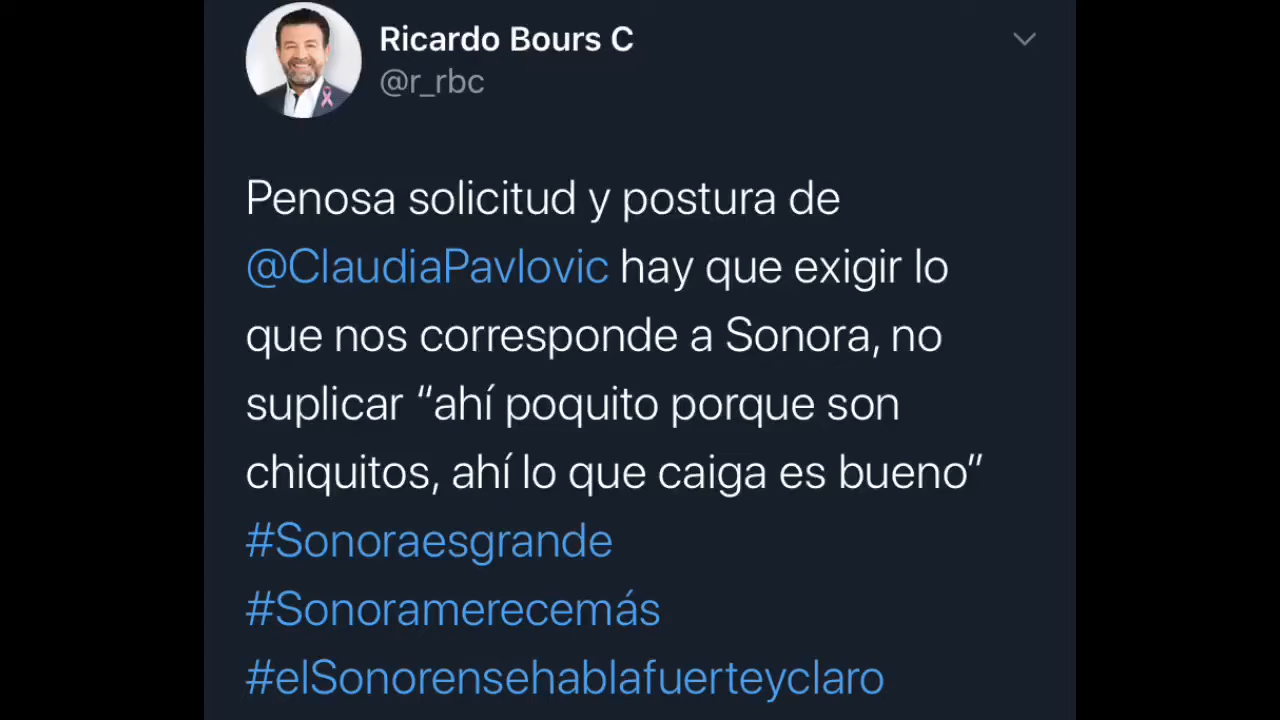 Ricardo Bours C
@r_rbc
Penosa solicitud y postura de
@ClaudiaPavlovic hay que exigir lo
que nos corresponde a Sonora, no
suplicar “ahí poquito porque son
chiquitos, ahí lo que caiga es bueno”
#Sonoraesgrande
#Sonoramerecemás
#elSonorensehablafuerteyclaro